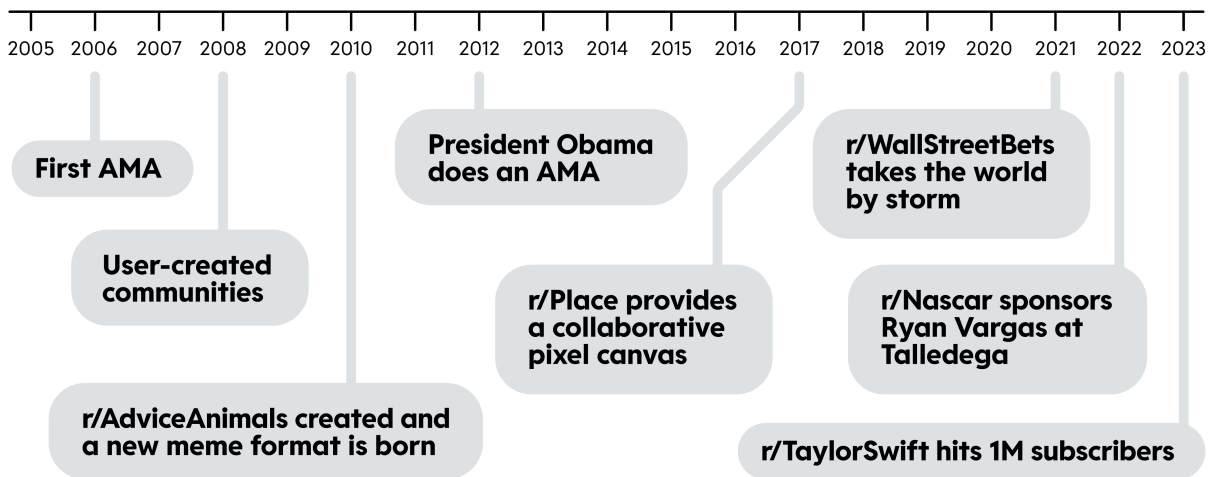 2005 2006 2007 2008 2009 2010 2011 2012 2013 2014 2015 2016 2017 2018 2019 2020 2021 2022 2023
First AMA
User-created
communities
r/AdviceAnimals created and
a new meme format is born
President Obama
does an AMA
r/Place provides
a collaborative
pixel canvas
r/WallStreetBets
takes the world
by storm
r/Nascar sponsors
Ryan Vargas at
Talledega
r/TaylorSwift hits 1M subscribers